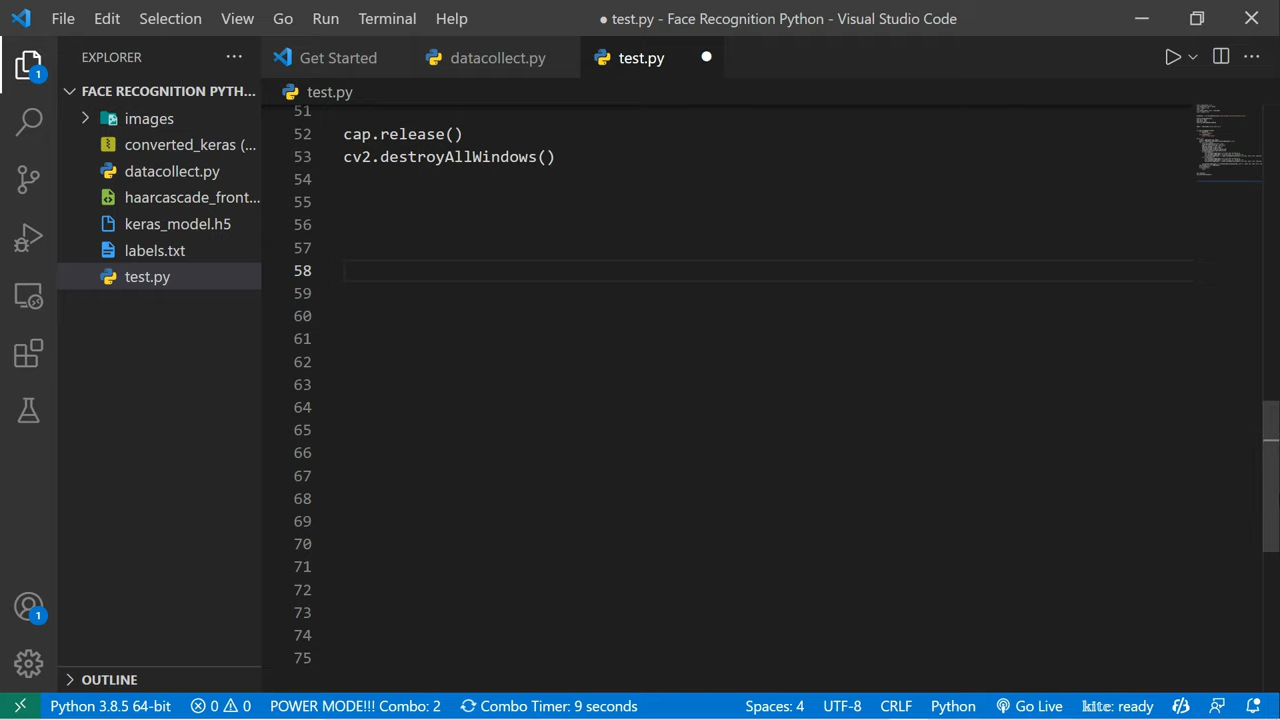 File Edit Selection View Go Run Terminal Help
● test.py - Face Recognition Python - Visual Studio Code
EXPLORER ···
Get Started
datacollect.py
test.py
FACE RECOGNITION PYTH...
images
converted_keras (...
datacollect.py
haarcascade_front...
keras_model.h5
labels.txt
test.py
OUTLINE
test.py
51
52 cap.release()
53 cv2.destroyAllWindows()
54
55
56
57
58
59
60
61
62
63
64
65
66
67
68
69
70
71
72
73
74
75
1
1
Python 3.8.5 64-bit 0 0 POWER MODE!!! Combo: 2 Combo Timer: 9 seconds Spaces: 4 UTF-8 CRLF Python Go Live kite: ready